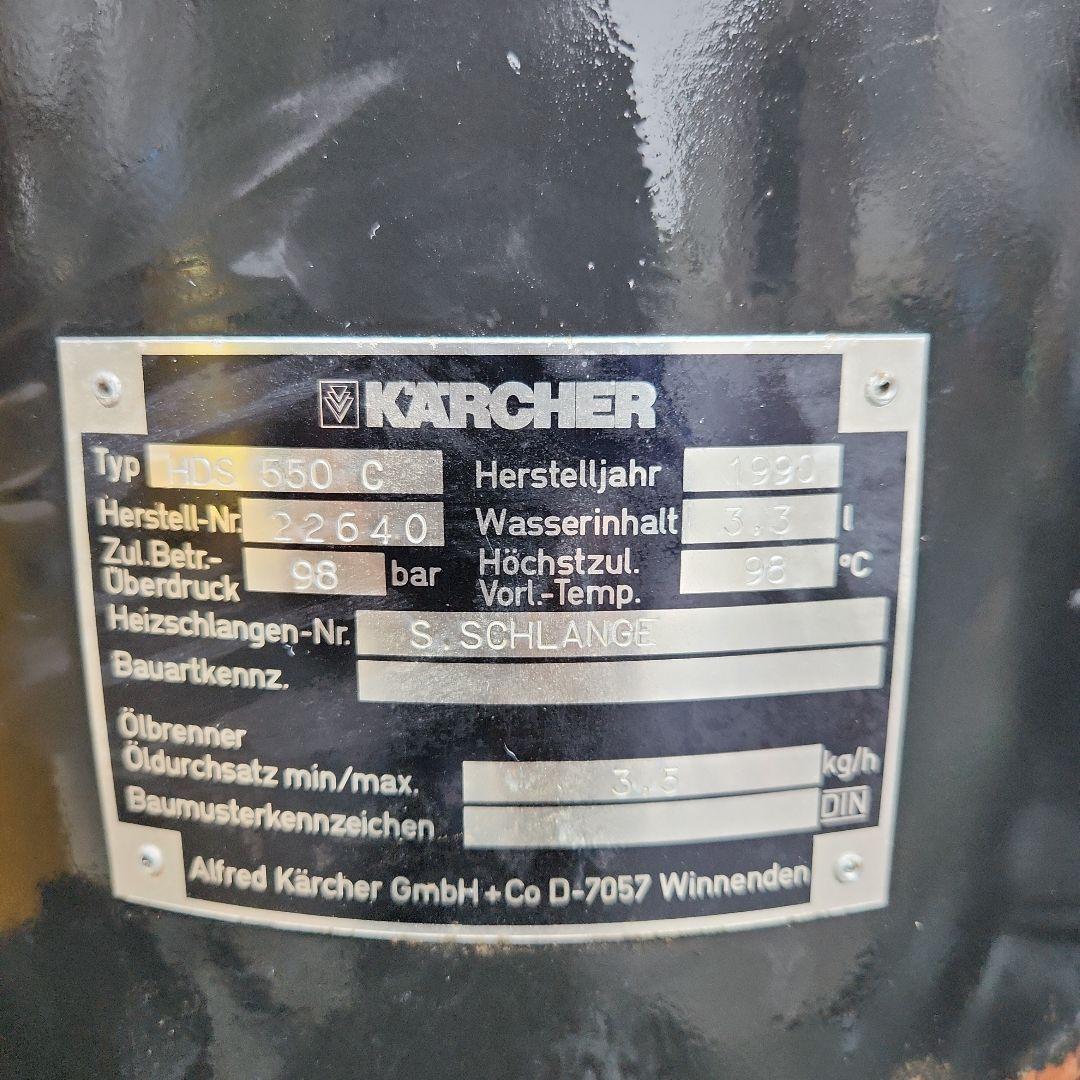 KÄRCHER
Typ HDS 550 C Herstelljahr 1990
Herstell-Nr. 22640 Wasserinhalt 3,3 l
Zul.Betr.- Überdruck 98 bar Höchstzul. Vorl.-Temp. 98 °C
Heizschlangen-Nr. S.SCHLANGE
Bauartkennz.
Ölbrenner
Öldurchsatz min/max. 3,5 kg/h
Baumusterkennzeichen DIN
Alfred Kärcher GmbH + Co D-7057 Winnenden